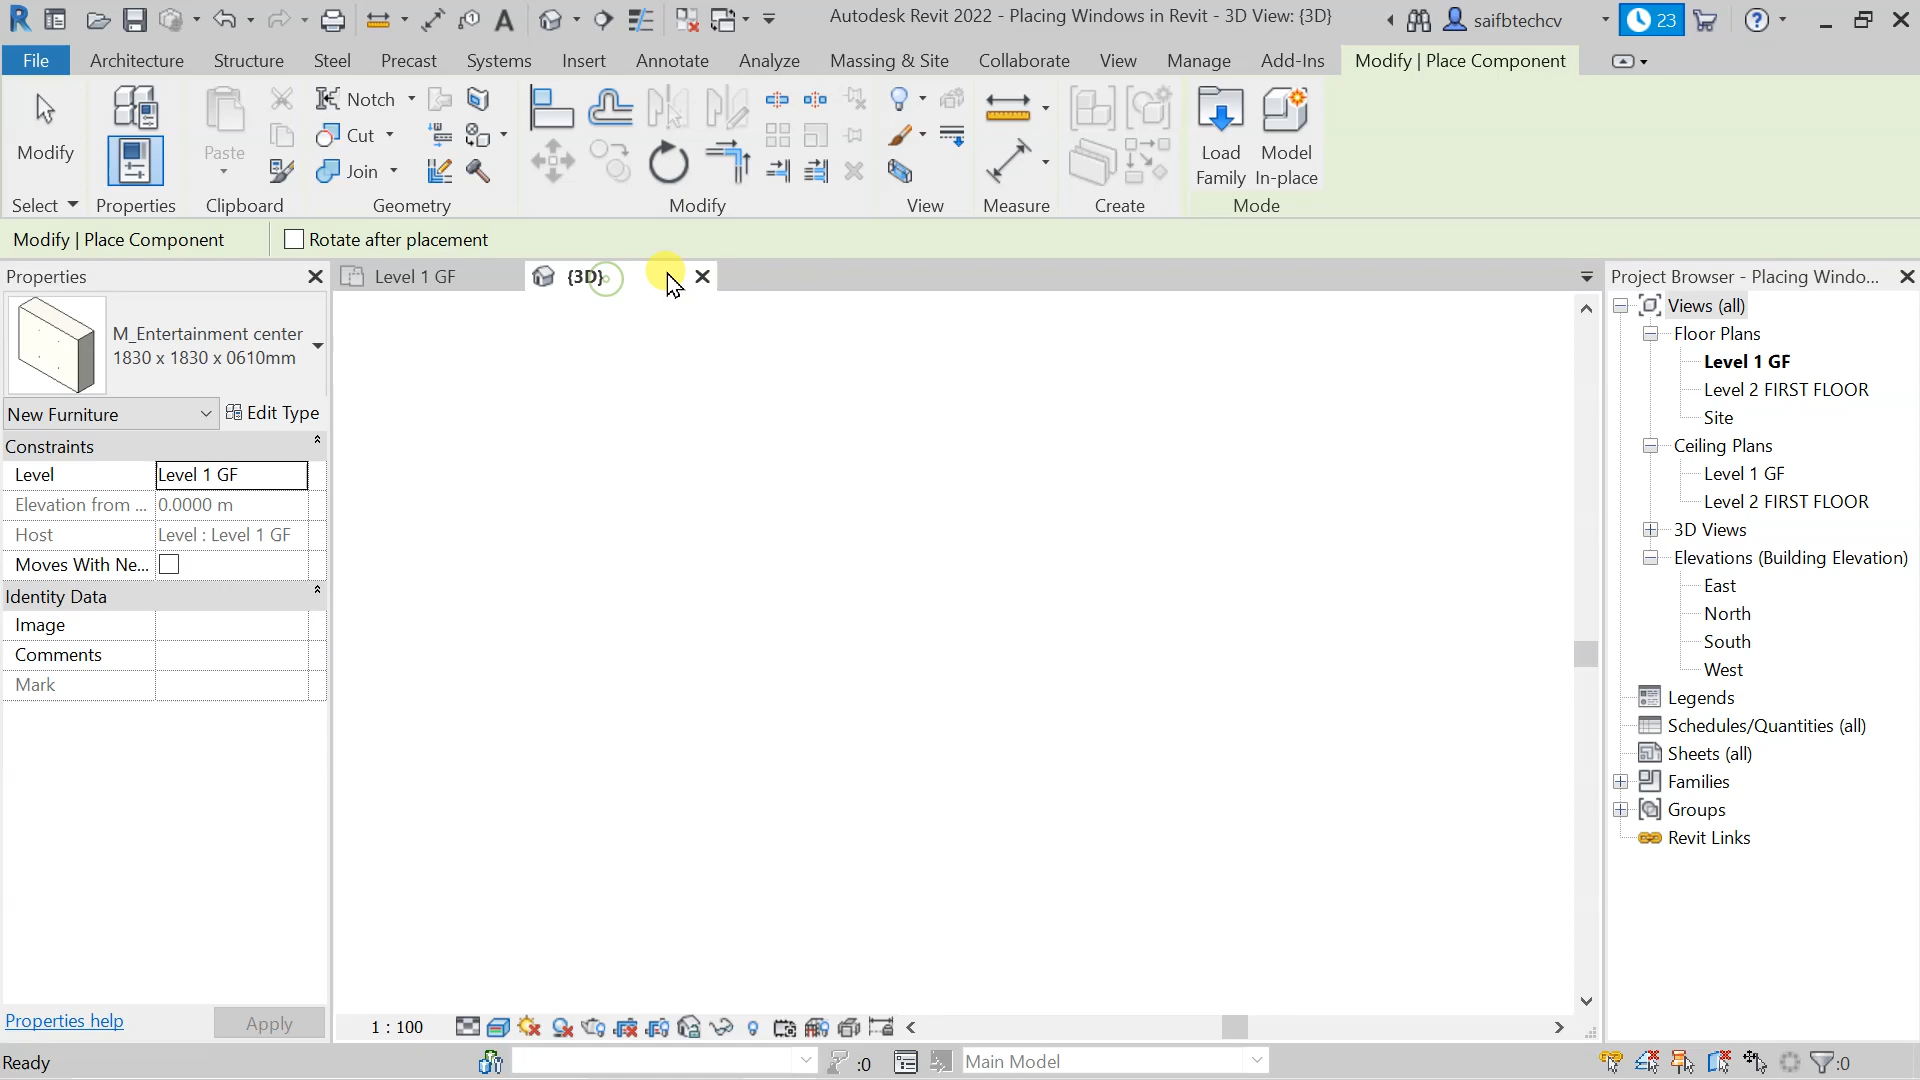 Autodesk Revit 2022 - Placing Windows in Revit - 3D View: {3D}
saifbtechcv
23
File Architecture Structure Steel Precast Systems Insert Annotate Analyze Massing & Site Collaborate View Manage Add-Ins Modify | Place Component
Modify
Paste
Notch
Cut
Join
Load Family
Model In-place
Select Properties Clipboard Geometry Modify View Measure Create Mode
Modify | Place Component Rotate after placement
Properties
Level 1 GF
{3D}
Project Browser - Placing Windo...
M_Entertainment center
1830 x 1830 x 0610mm
New Furniture
Edit Type
Constraints
Level Level 1 GF
Elevation from ... 0.0000 m
Host Level : Level 1 GF
Moves With Ne...
Identity Data
Image
Comments
Mark
Properties help
Apply
Views (all)
Floor Plans
Level 1 GF
Level 2 FIRST FLOOR
Site
Ceiling Plans
Level 1 GF
Level 2 FIRST FLOOR
3D Views
Elevations (Building Elevation)
East
North
South
West
Legends
Schedules/Quantities (all)
Sheets (all)
Families
Groups
Revit Links
1 : 100
Ready
:0
Main Model
:0